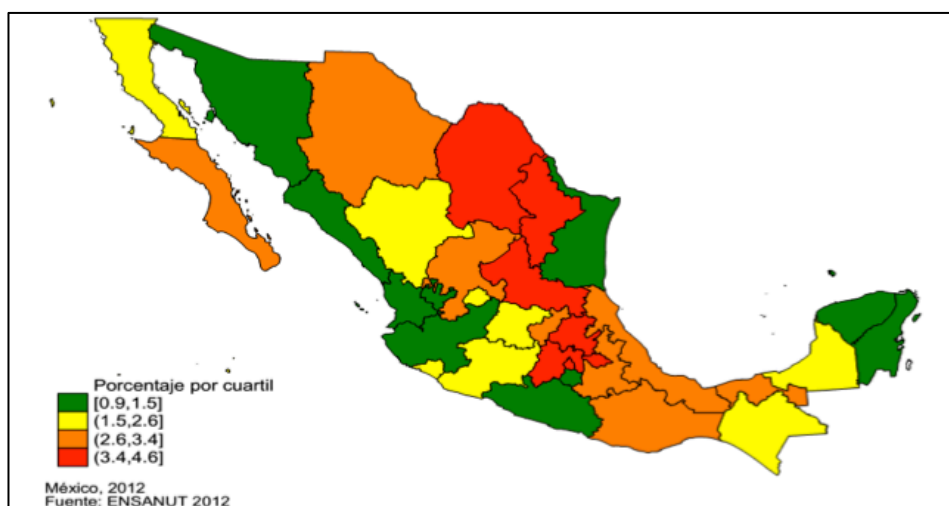 Porcentaje por cuartil
[0.9,1.5]
(1.5,2.6]
(2.6,3.4]
(3.4,4.6]
México, 2012
Fuente: ENSANUT 2012